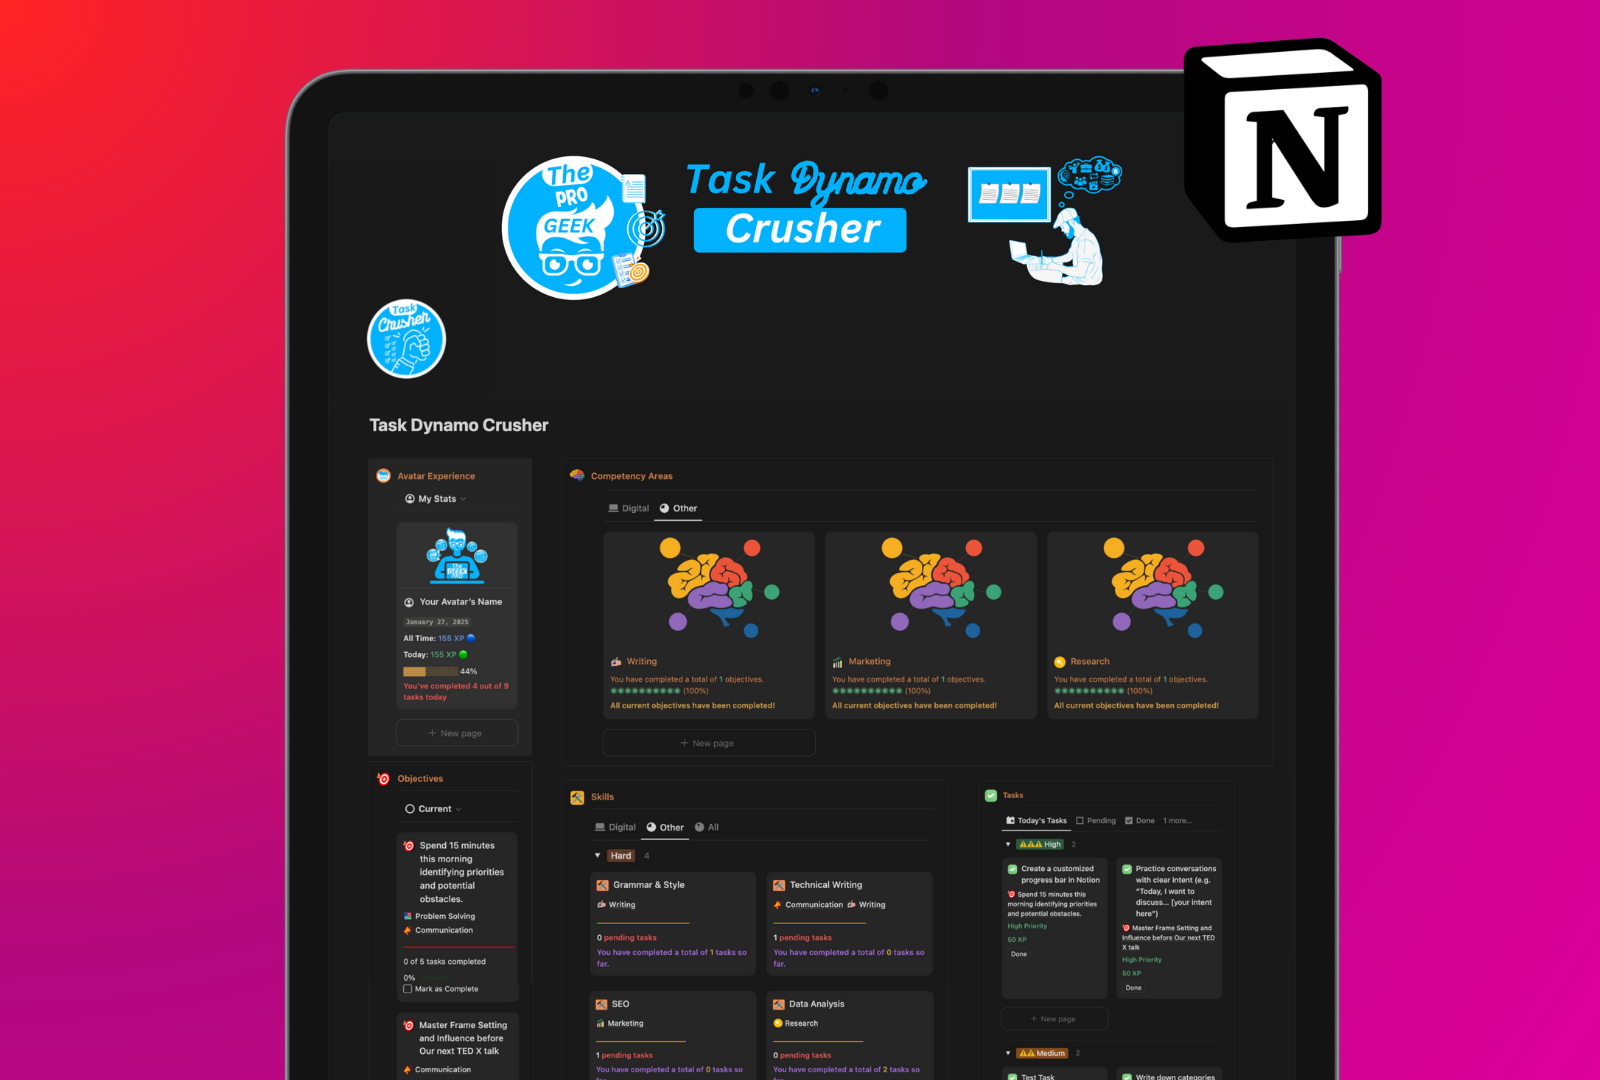 The
PRO
GEEK
Task Dynamo
Crusher
N
Task
Crusher
Task Dynamo Crusher
Avatar Experience
My Stats
The
GEEK
PRO
Your Avatar's Name
January 27, 2025
All Time: 155 XP
Today: 155 XP
44%
You've completed 4 out of 9
tasks today
+ New page
Competency Areas
Digital Other
Writing
You have completed a total of 1 objectives.
(100%)
All current objectives have been completed!
Marketing
You have completed a total of 1 objectives.
(100%)
All current objectives have been completed!
Research
You have completed a total of 1 objectives.
(100%)
All current objectives have been completed!
+ New page
Objectives
Current
Spend 15 minutes
this morning
identifying priorities
and potential
obstacles.
Problem Solving
Communication
0 of 5 tasks completed
0%
Mark as Complete
Master Frame Setting
and Influence before
Our next TED X talk
Communication
Skills
Digital Other All
Hard 4
Grammar & Style
Writing
0 pending tasks
You have completed a total of 1 tasks so
far.
Technical Writing
Communication Writing
1 pending tasks
You have completed a total of 0 tasks so
far.
SEO
Marketing
1 pending tasks
You have completed a total of 0 tasks so
Data Analysis
Research
0 pending tasks
You have completed a total of 2 tasks so
Tasks
Today's Tasks Pending Done 1 more...
High 2
Create a customized
progress bar in Notion
Spend 15 minutes this
morning identifying priorities
and potential obstacles.
High Priority
50 XP
Done
Practice conversations
with clear intent (e.g.
"Today, I want to
discuss... [your intent
here")
Master Frame Setting and
Influence before Our next TED
X talk
High Priority
50 XP
Done
+ New page
Medium 2
Test Task
Write down categories